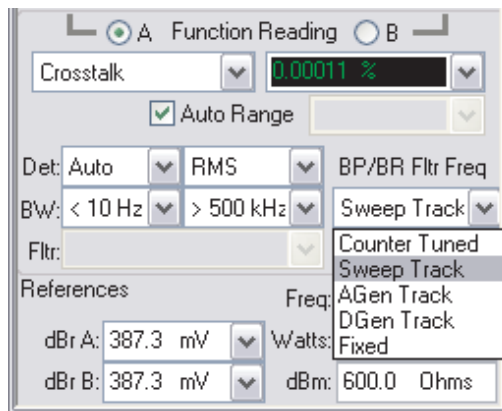 A Function Reading B
Crosstalk 0.00011 %
Auto Range
Det: Auto RMS BP/BR Fltr Freq
BW: < 10 Hz > 500 kHz Sweep Track
Fltr: Counter Tuned
Sweep Track
References Freq: AGen Track
DGen Track
dBr A: 387.3 mV Watts: Fixed
dBr B: 387.3 mV dBm: 600.0 Ohms